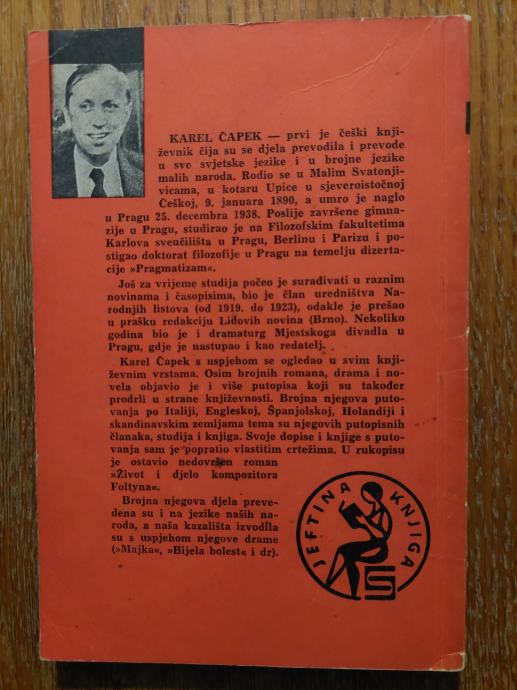 KAREL ČAPEK — prvi je češki knji-
ževnik čija su se djela prevodila i prevode
u sve svjetske jezike i u brojne jezike
malih naroda. Rodio se u Malim Svatonji-
vicama, u kotaru Upice u sjeveroistočnoj
Češkoj, 9. januara 1890, a umro je naglo
u Pragu 25. decembra 1938. Poslije završene gimna-
zije u Pragu, studirao je na Filozofskim fakultetima
Karlova sveučilišta u Pragu, Berlinu i Parizu i po-
stigao doktorat filozofije u Pragu na temelju dizerta-
cije »Pragmatizam«.
Još za vrijeme studija počeo je surađivati u raznim
novinama i časopisima, bio je član uredništva Na-
rodnjih listova (od 1919. do 1923), odakle je prešao
u prašku redakciju Lidovih novina (Brno). Nekoliko
godina bio je i dramaturg Mjestskoga divadla u
Pragu, gdje je nastupao i kao redatelj.
Karel Čapek s uspjehom se ogledao u svim knji-
ževnim vrstama. Osim brojnih romana, drama i no-
vela objavio je i više putopisa koji su također
prodrli u strane književnosti. Brojna njegova puto-
vanja po Italiji, Engleskoj, Španjolskoj, Holandiji i
skandinavskim zemljama tema su njegovih putopisnih
članaka, studija i knjiga. Svoje dopise i knjige s puto-
vanja sam je popratio vlastitim crtežima. U rukopisu
je ostavio nedovršen roman
»Život i djelo kompozitora
Foltyna«.
Brojna njegova djela preve-
dena su i na jezike naših na-
roda, a naša kazališta izvodila
su s uspjehom njegove drame
(»Majka«, »Bijela bolest« i dr).
JEFTINA KNJIGA